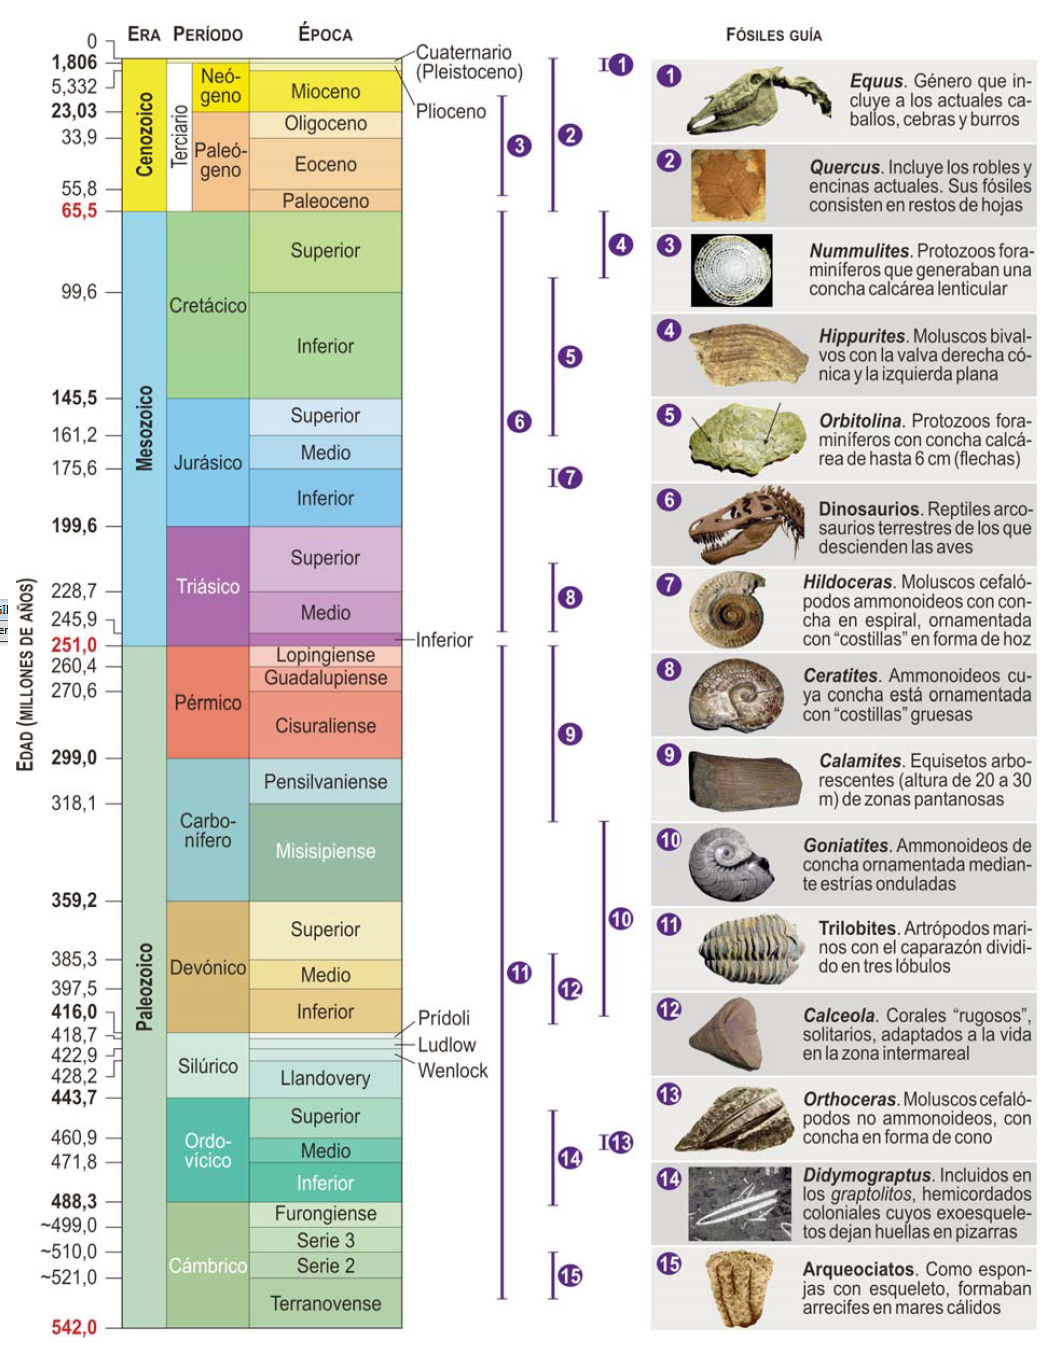 ERA PERÍODO ÉPOCA
FÓSILES GUÍA
EDAD (MILLONES DE AÑOS)
0
1,806
5,332
23,03
33,9
55,8
65,5
99,6
145,5
161,2
175,6
199,6
228,7
245,9
251,0
260,4
270,6
299,0
318,1
359,2
385,3
397,5
416,0
418,7
422,9
428,2
443,7
460,9
471,8
488,3
~499,0
~510,0
~521,0
542,0
Cenozoico
Mesozoico
Paleozoico
Terciario
Neó-
geno
Paleó-
geno
Cretácico
Jurásico
Triásico
Pérmico
Carbo-
nífero
Devónico
Silúrico
Ordo-
vícico
Cámbrico
Cuaternario
(Pleistoceno)
Plioceno
Mioceno
Oligoceno
Eoceno
Paleoceno
Superior
Inferior
Superior
Medio
Inferior
Superior
Medio
Inferior
Lopingiense
Guadalupiense
Cisuraliense
Pensilvaniense
Misisipiense
Superior
Medio
Inferior
Prídoli
Ludlow
Wenlock
Llandovery
Superior
Medio
Inferior
Furongiense
Serie 3
Serie 2
Terranovense
1
2
3
4
5
6
7
8
9
10
11
12
13
14
15
1
Equus. Género que in-
cluye a los actuales ca-
ballos, cebras y burros
2
Quercus. Incluye los robles y
encinas actuales. Sus fósiles
consisten en restos de hojas
3
Nummulites. Protozoos fora-
miníferos que generaban una
concha calcárea lenticular
4
Hippurites. Moluscos bival-
vos con la valva derecha có-
nica y la izquierda plana
5
Orbitolina. Protozoos fora-
miníferos con concha calcá-
rea de hasta 6 cm (flechas)
6
Dinosaurios. Reptiles arco-
saurios terrestres de los que
descienden las aves
7
Hildoceras. Moluscos cefaló-
podos ammonoideos con con-
cha en espiral, ornamentada
con “costillas” en forma de hoz
8
Ceratites. Ammonoideos cu-
ya concha está ornamentada
con “costillas” gruesas
9
Calamites. Equisetos arbo-
rescentes (altura de 20 a 30
m) de zonas pantanosas
10
Goniatites. Ammonoideos de
concha ornamentada median-
te estrías onduladas
11
Trilobites. Artrópodos mari-
nos con el caparazón dividi-
do en tres lóbulos
12
Calceola. Corales “rugosos”,
solitarios, adaptados a la vida
en la zona intermareal
13
Orthoceras. Moluscos cefaló-
podos no ammonoideos, con
concha en forma de cono
14
Didymograptus. Incluidos en
los graptolitos, hemicordados
coloniales cuyos exoesquele-
tos dejan huellas en pizarras
15
Arqueociatos. Como espon-
jas con esqueleto, formaban
arrecifes en mares cálidos